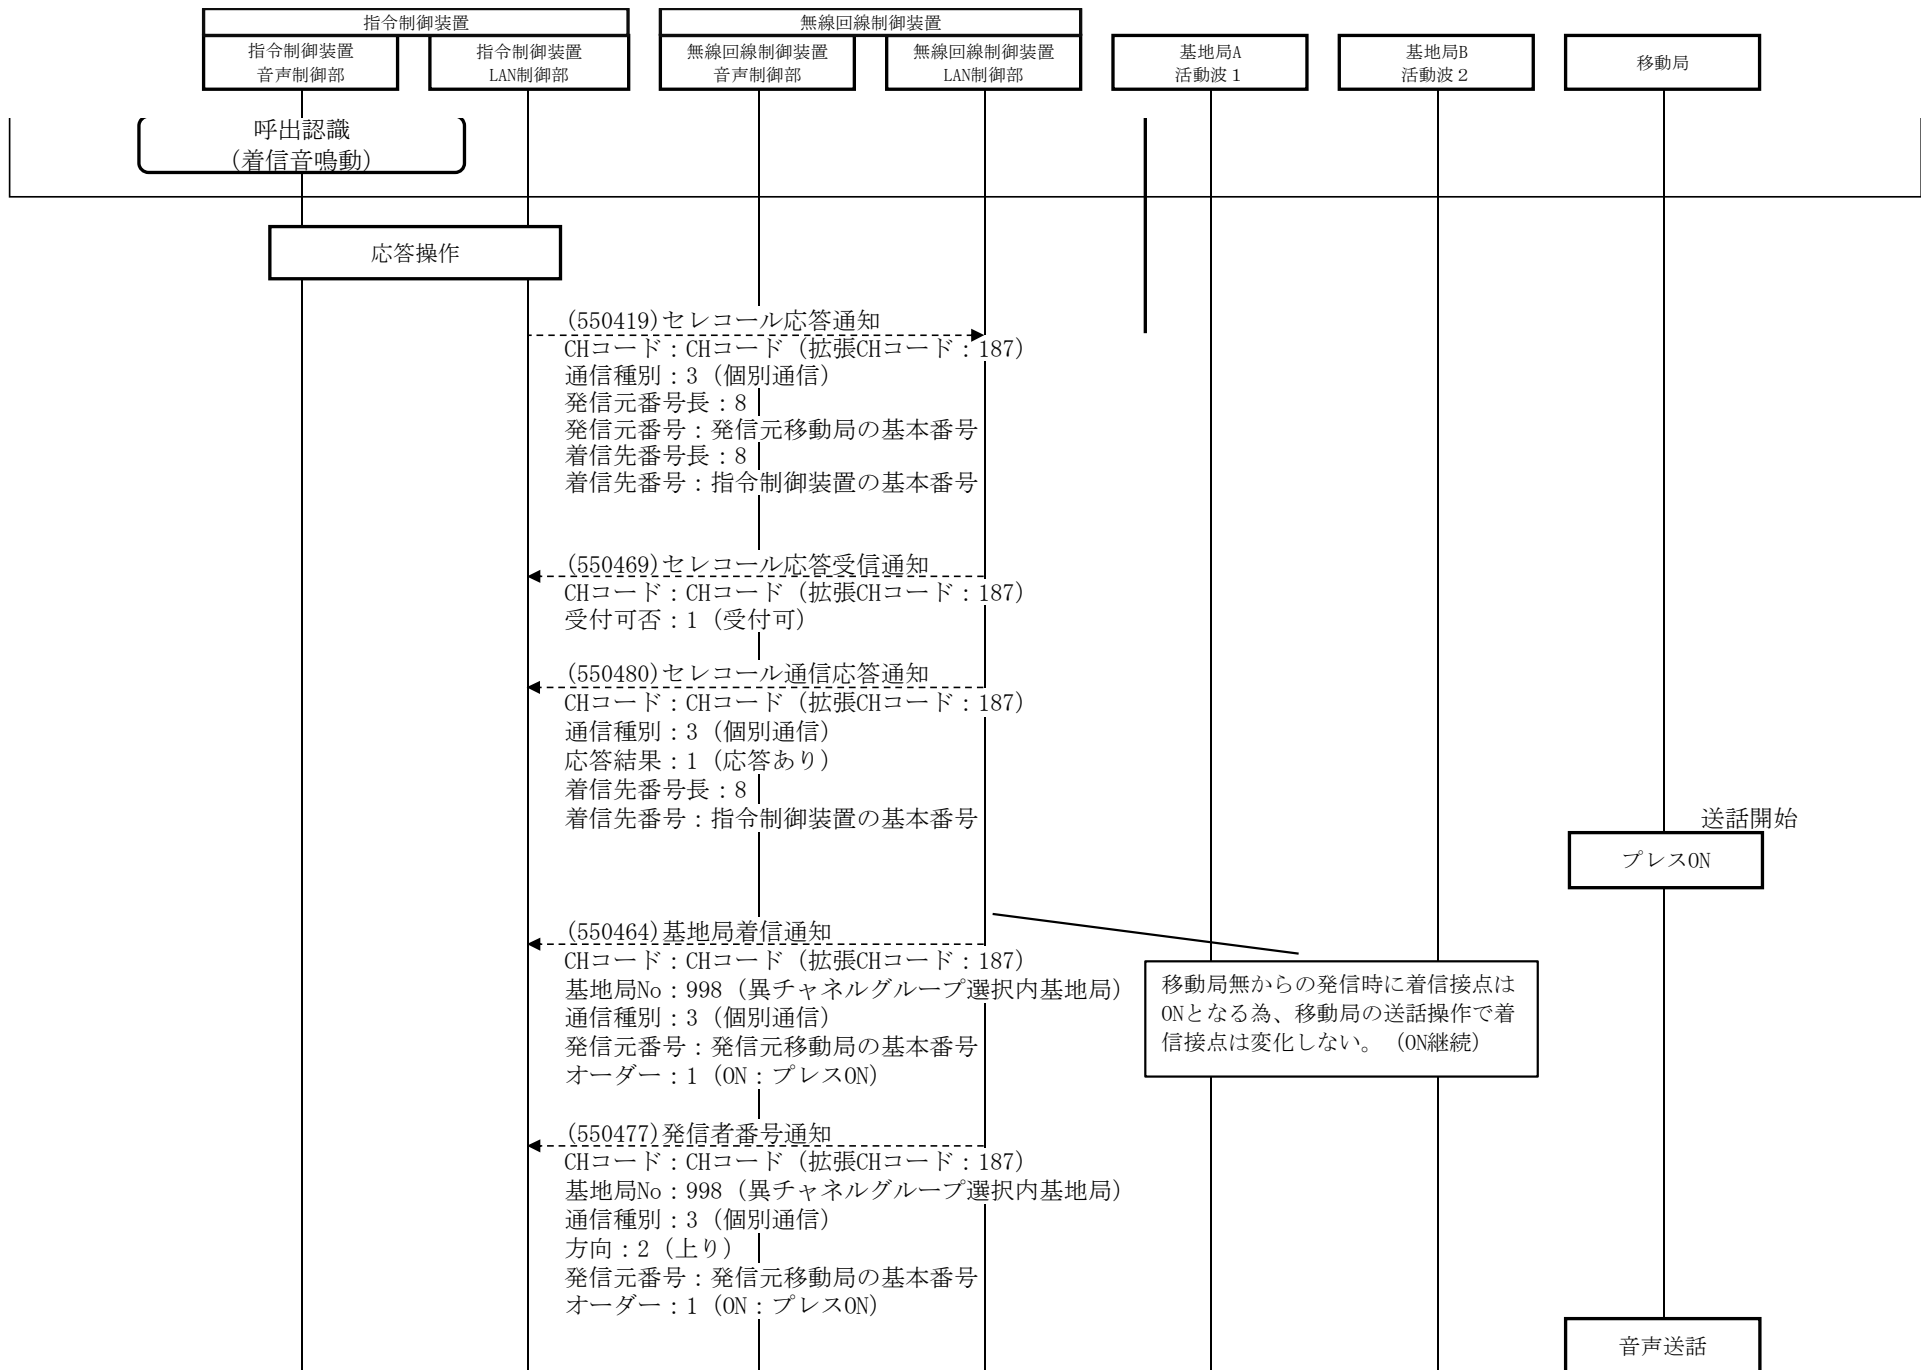 指令制御装置
無線回線制御装置
指令制御装置
音声制御部
指令制御装置
LAN制御部
無線回線制御装置
音声制御部
無線回線制御装置
LAN制御部
基地局A
活動波１
基地局B
活動波２
移動局
呼出認識
（着信音鳴動）
応答操作
(550419)セレコール応答通知
CHコード：CHコード（拡張CHコード：187）
通信種別：3（個別通信）
発信元番号長：8
発信元番号：発信元移動局の基本番号
着信先番号長：8
着信先番号：指令制御装置の基本番号
(550469)セレコール応答受信通知
CHコード：CHコード（拡張CHコード：187）
受付可否：1（受付可）
(550480)セレコール通信応答通知
CHコード：CHコード（拡張CHコード：187）
通信種別：3（個別通信）
応答結果：1（応答あり）
着信先番号長：8
着信先番号：指令制御装置の基本番号
送話開始
プレスON
(550464)基地局着信通知
CHコード：CHコード（拡張CHコード：187）
基地局No：998（異チャネルグループ選択内基地局）
通信種別：3（個別通信）
発信元番号：発信元移動局の基本番号
オーダー：1（ON：プレスON）
移動局無からの発信時に着信接点は
ONとなる為、移動局の送話操作で着
信接点は変化しない。（ON継続）
(550477)発信者番号通知
CHコード：CHコード（拡張CHコード：187）
基地局No：998（異チャネルグループ選択内基地局）
通信種別：3（個別通信）
方向：2（上り）
発信元番号：発信元移動局の基本番号
オーダー：1（ON：プレスON）
音声送話